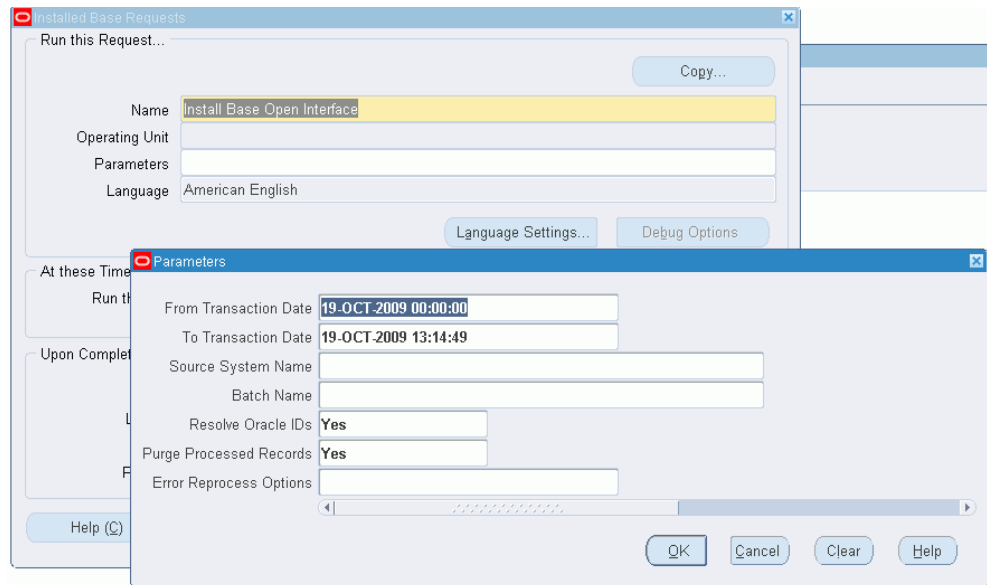 Installed Base Requests
Run this Request...
Copy...
Name Install Base Open Interface
Operating Unit
Parameters
Language American English
Language Settings... Debug Options
At these Time
Run th
Upon Complet
L
F
Help (C)
Parameters
From Transaction Date 19-OCT-2009 00:00:00
To Transaction Date 19-OCT-2009 13:14:49
Source System Name
Batch Name
Resolve Oracle IDs Yes
Purge Processed Records Yes
Error Reprocess Options
OK Cancel Clear Help